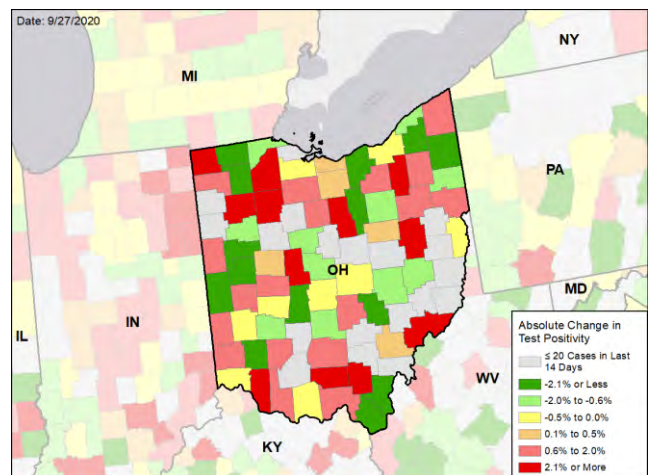 Date: 9/27/2020
NY
MI
PA
OH
MD
IL
IN
WV
KY
Absolute Change in
Test Positivity
≤ 20 Cases in Last
14 Days
-2.1% or Less
-2.0% to -0.6%
-0.5% to 0.0%
0.1% to 0.5%
0.6% to 2.0%
2.1% or More